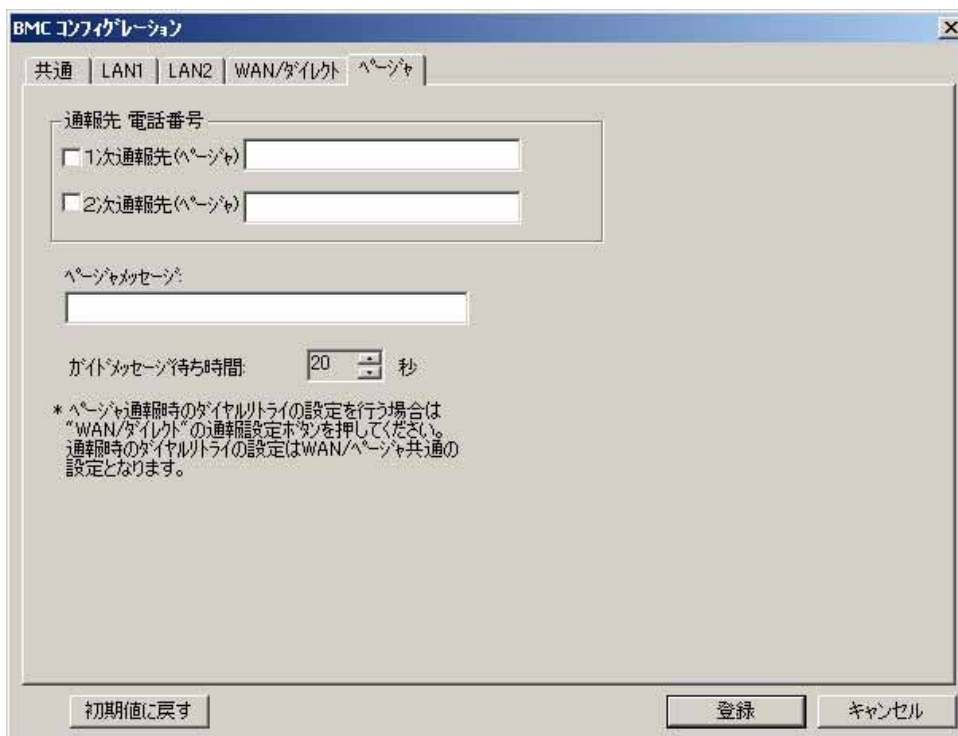 BMC コンフィグレーション
共通 LAN1 LAN2 WAN/ダイレクト ページャ
通報先 電話番号
1次通報先(ページャ)
2次通報先(ページャ)
ページャメッセージ:
ガイドメッセージ待ち時間: 20 秒
* ページャ通報時のダイヤルリトライの設定を行う場合は
"WAN/ダイレクト"の通報設定ボタンを押してください。
通報時のダイヤルリトライの設定はWAN/ページャ共通の
設定となります。
初期値に戻す 登録 キャンセル